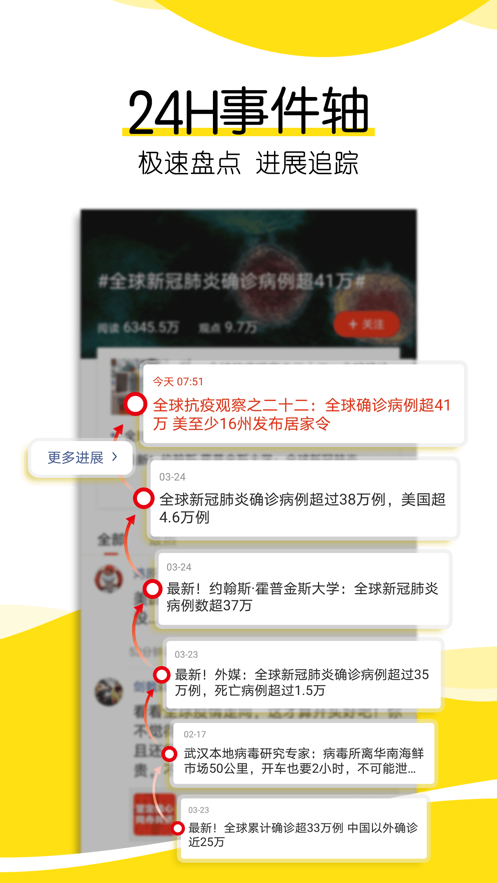 24H事件轴
极速盘点 进展追踪
#全球新冠肺炎确诊病例超41万#
阅读 6345.5万 观点 9.7万
+ 关注
今天 07:51
全球抗疫观察之二十二：全球确诊病例超41
万 美至少16州发布居家令
更多进展 >
03-24
全球新冠肺炎确诊病例超过38万例，美国超
4.6万例
全部
03-24
最新！约翰斯·霍普金斯大学：全球新冠肺炎
病例数超37万
03-23
最新！外媒：全球新冠肺炎确诊病例超过35
万例，死亡病例超过1.5万
02-17
武汉本地病毒研究专家：病毒所离华南海鲜
市场50公里，开车也要2小时，不可能泄...
03-23
最新！全球累计确诊超33万例 中国以外确诊
近25万